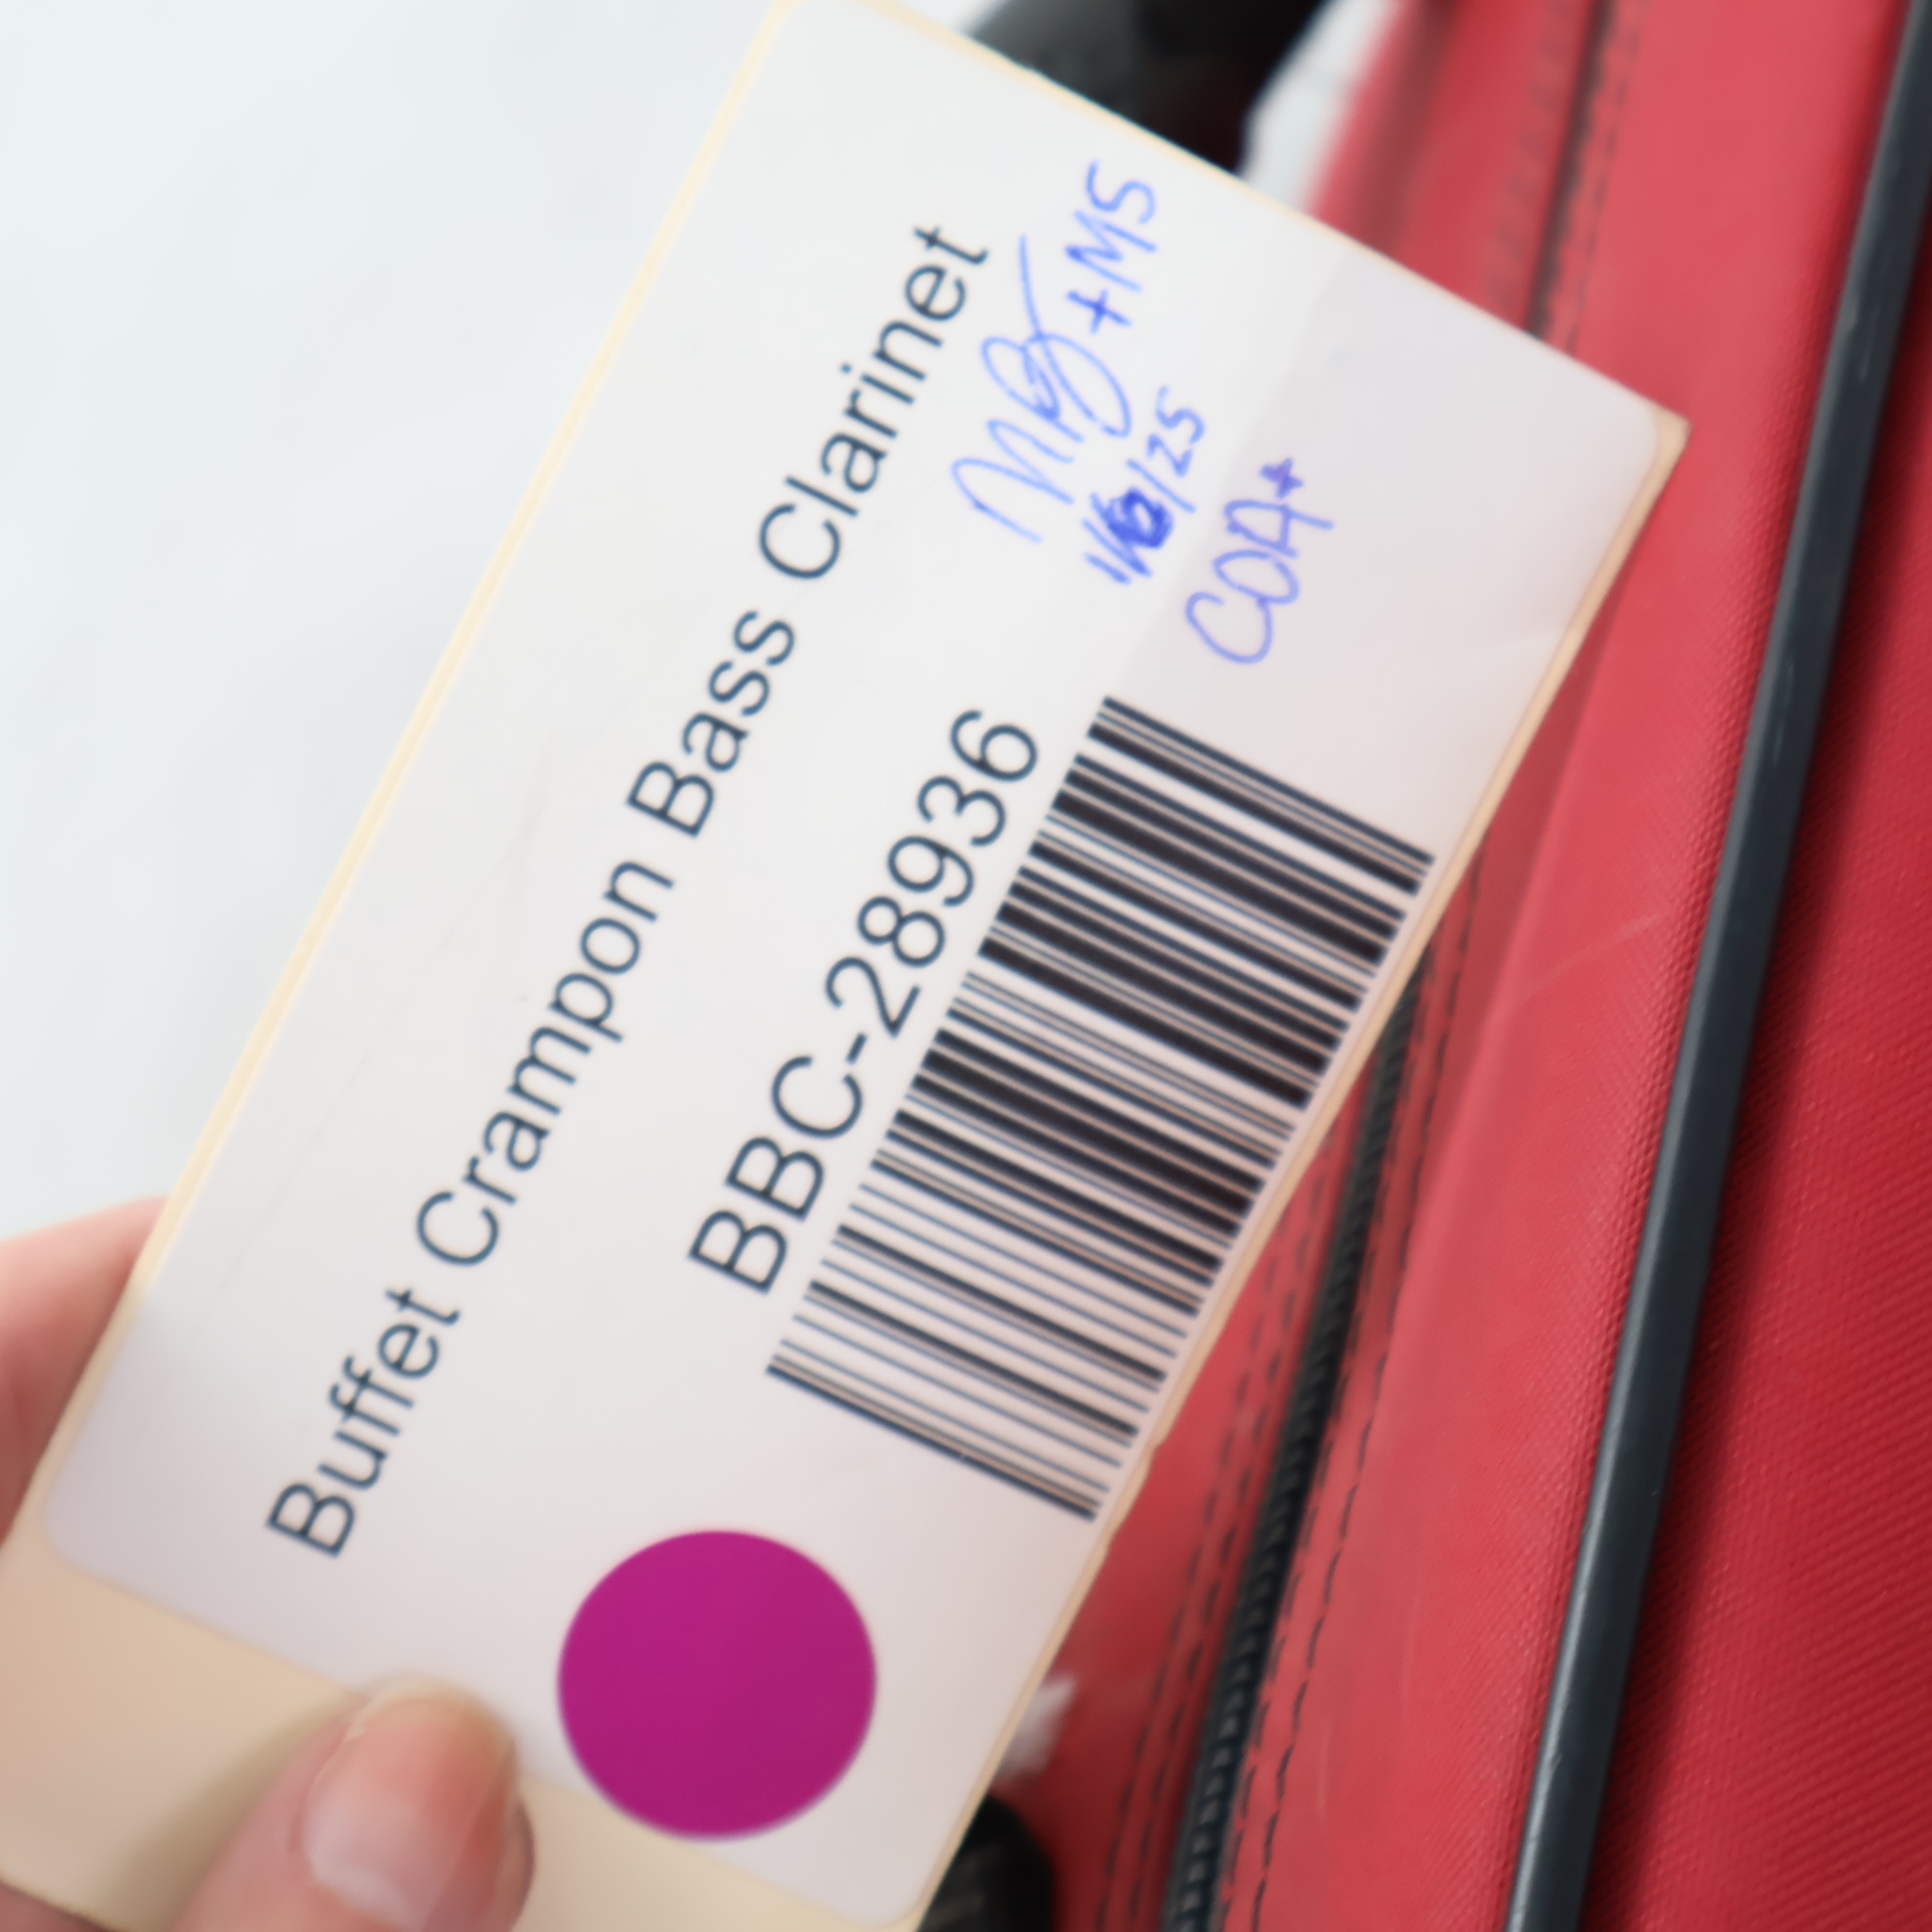 Buffet Crampon Bass Clarinet
BBC-28936
+MS
/25
COA+